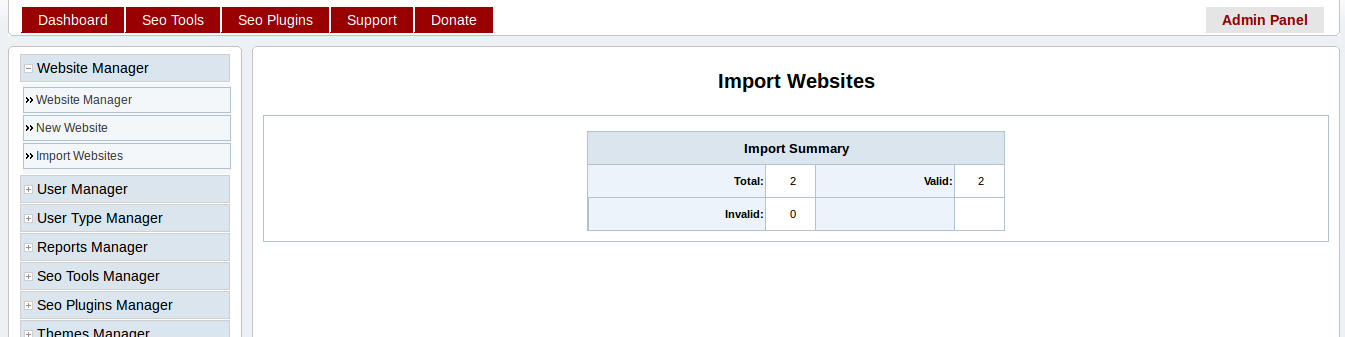 Dashboard Seo Tools Seo Plugins Support Donate Admin Panel
Website Manager
Website Manager
New Website
Import Websites
User Manager
User Type Manager
Reports Manager
Seo Tools Manager
Seo Plugins Manager
Themes Manager
Import Websites
Import Summary
Total: 2 Valid: 2
Invalid: 0